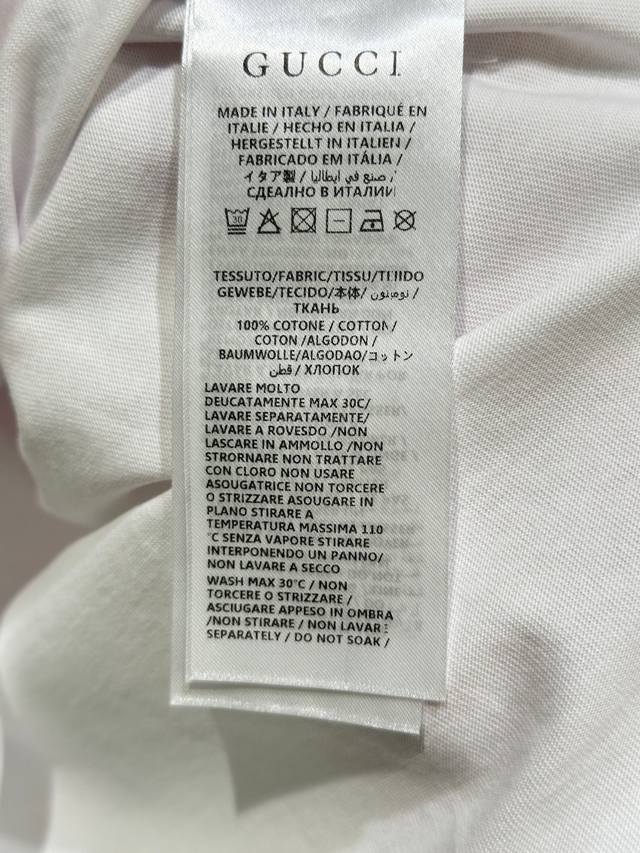 GUCCI
MADE IN ITALY / FABRIQUÉ EN
ITALIE / HECHO EN ITALIA /
HERGESTELLT IN ITALIEN /
FABRICADO EM ITÁLIA /
イタア製 / صنع في ايطاليا /
СДЕАЛНО В ИТАЛИИ
30
TESSUTO/FABRIC/TISSU/TEJIDO
GEWEBE/TECIDO/本体/ /
ТКАНЬ
100% COTONE / COTTON /
COTON /ALGODON /
BAUMWOLLE/ALGODAO/コットン
قطن / ХЛОПОК
LAVARE MOLTO
DEUCATAMENTE MAX 30C/
LAVARE SEPARATAMENTE/
LAVARE A ROVESDO /NON
LASCARE IN AMMOLLO /NON
STRORNARE NON TRATTARE
CON CLORO NON USARE
ASOUGATRICE NON TORCERE
O STRIZZARE ASOUGARE IN
PLANO STIRARE A
TEMPERATURA MASSIMA 110
°C SENZA VAPORE STIRARE
INTERPONENDO UN PANNO/
NON LAVARE A SECCO
WASH MAX 30°C / NON
TORCERE O STRIZZARE /
ASCIUGARE APPESO IN OMBRA
/NON STIRARE / NON LAVARE
SEPARATELY / DO NOT SOAK /